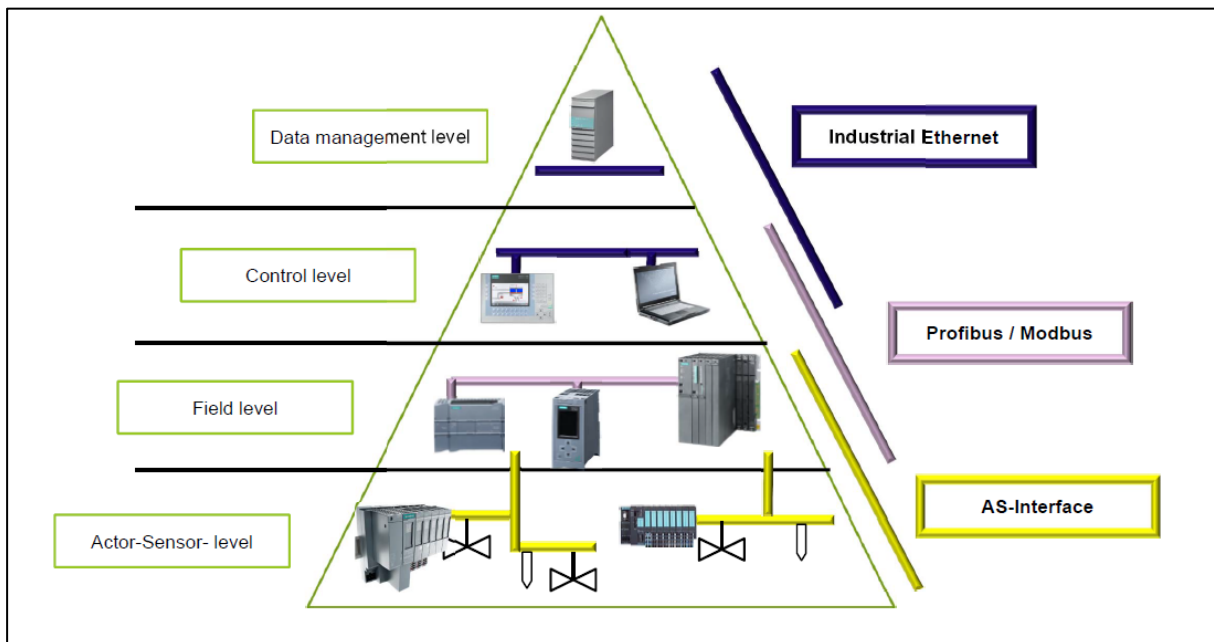 Data management level
Industrial Ethernet
Control level
Profibus / Modbus
Field level
AS-Interface
Actor-Sensor- level